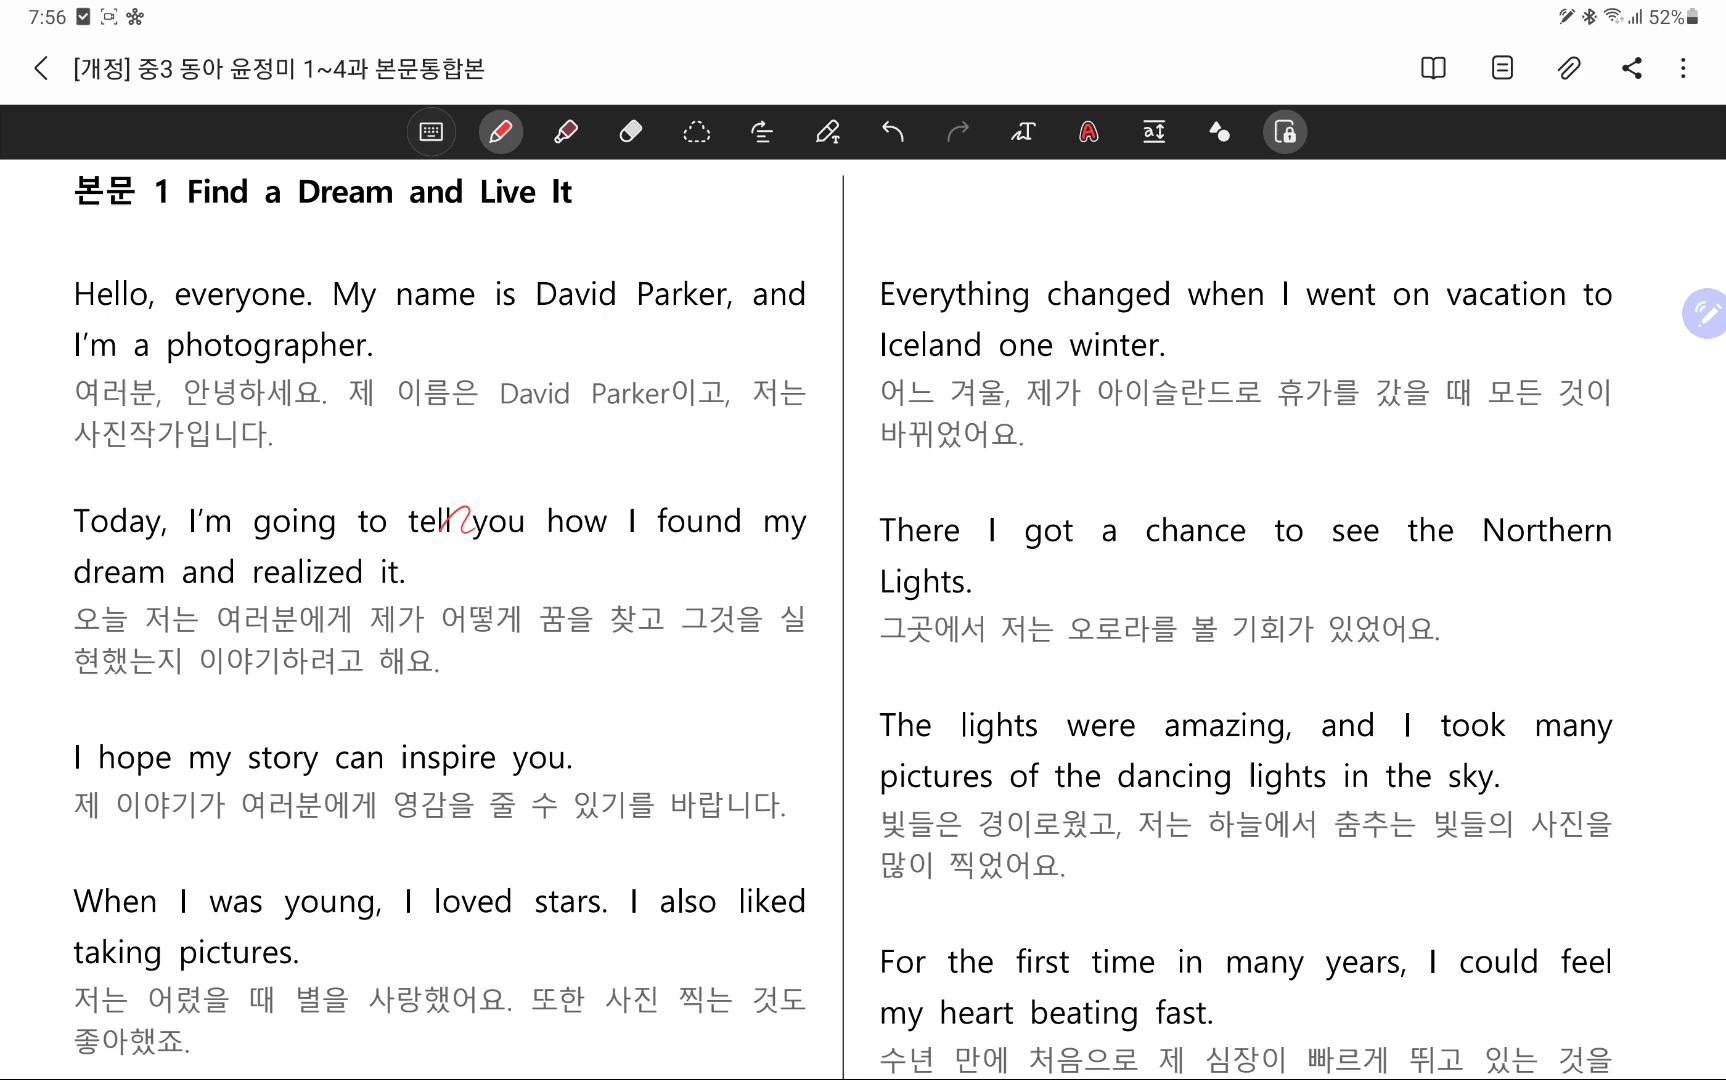 7:56
52%
[개정] 중3 동아 윤정미 1~4과 본문통합본
본문 1 Find a Dream and Live It
Hello, everyone. My name is David Parker, and
I'm a photographer.
여러분, 안녕하세요. 제 이름은 David Parker이고, 저는
사진작가입니다.
Today, I'm going to tell you how I found my
dream and realized it.
오늘 저는 여러분에게 제가 어떻게 꿈을 찾고 그것을 실
현했는지 이야기하려고 해요.
I hope my story can inspire you.
제 이야기가 여러분에게 영감을 줄 수 있기를 바랍니다.
When I was young, I loved stars. I also liked
taking pictures.
저는 어렸을 때 별을 사랑했어요. 또한 사진 찍는 것도
좋아했죠.
Everything changed when I went on vacation to
Iceland one winter.
어느 겨울, 제가 아이슬란드로 휴가를 갔을 때 모든 것이
바뀌었어요.
There I got a chance to see the Northern
Lights.
그곳에서 저는 오로라를 볼 기회가 있었어요.
The lights were amazing, and I took many
pictures of the dancing lights in the sky.
빛들은 경이로웠고, 저는 하늘에서 춤추는 빛들의 사진을
많이 찍었어요.
For the first time in many years, I could feel
my heart beating fast.
수년 만에 처음으로 제 심장이 빠르게 뛰고 있는 것을